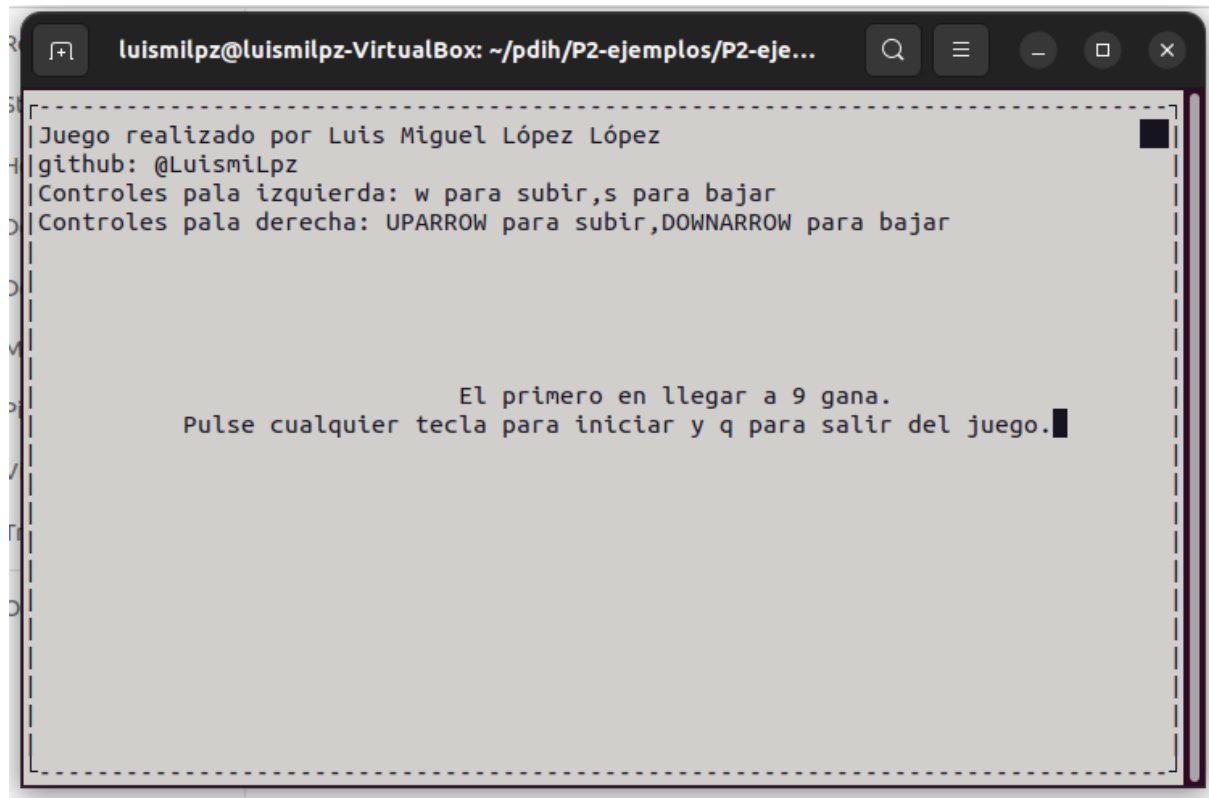 luismilpz@luismilpz-VirtualBox: ~/pdih/P2-ejemplos/P2-eje...
Juego realizado por Luis Miguel López López
github: @LuismiLpz
Controles pala izquierda: w para subir,s para bajar
Controles pala derecha: UPARROW para subir,DOWNARROW para bajar
El primero en llegar a 9 gana.
Pulse cualquier tecla para iniciar y q para salir del juego.